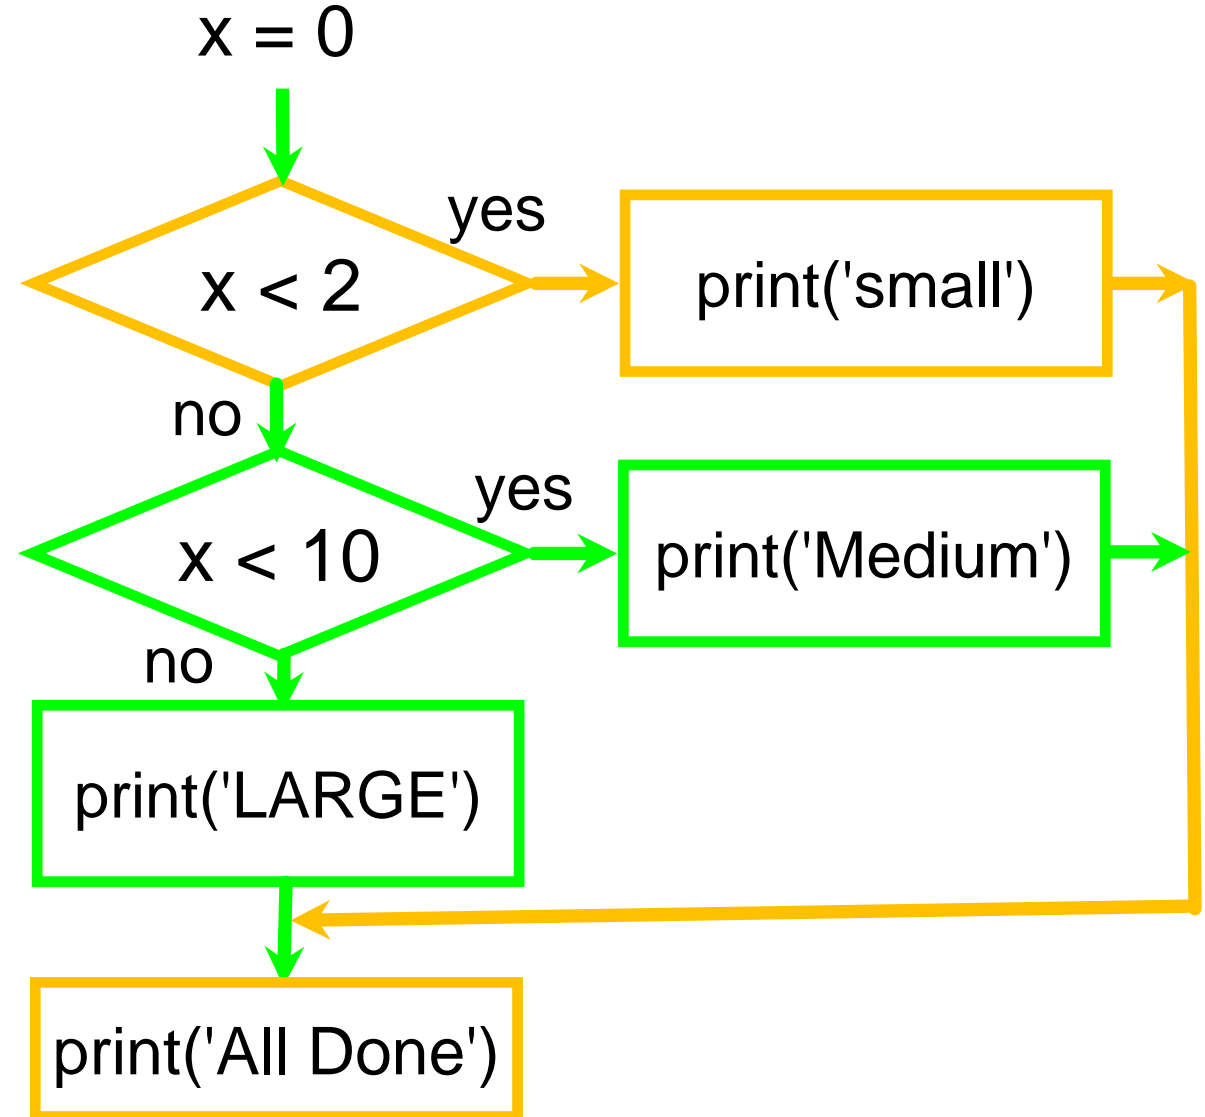 x = 0
yes
x < 2
print('small')
no
yes
x < 10
print('Medium')
no
print('LARGE')
print('All Done')